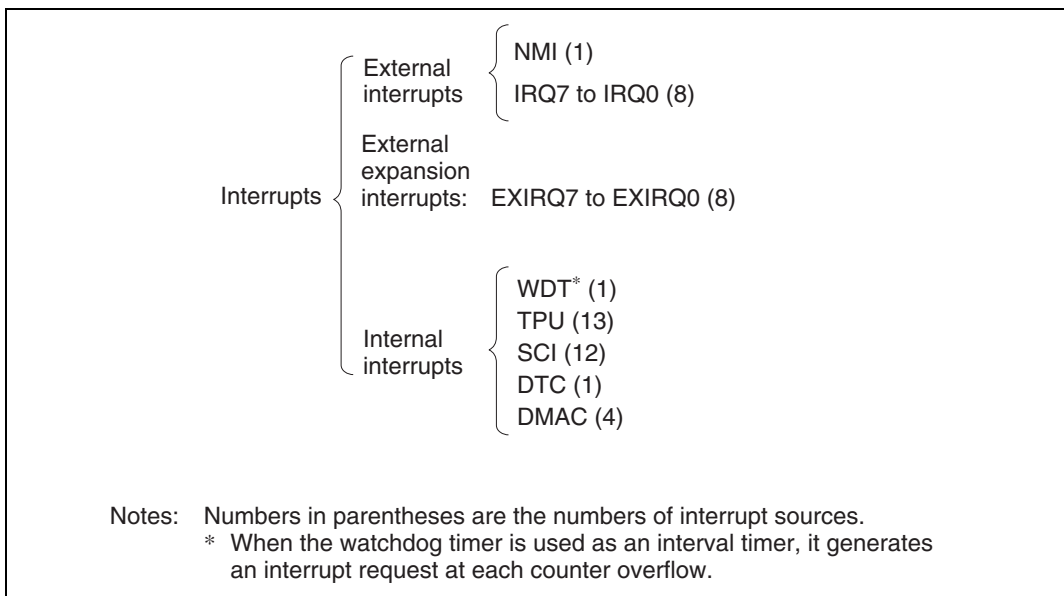 Interrupts
External
interrupts
NMI (1)
IRQ7 to IRQ0 (8)
External
expansion
interrupts: EXIRQ7 to EXIRQ0 (8)
Internal
interrupts
WDT* (1)
TPU (13)
SCI (12)
DTC (1)
DMAC (4)
Notes: Numbers in parentheses are the numbers of interrupt sources.
* When the watchdog timer is used as an interval timer, it generates
an interrupt request at each counter overflow.